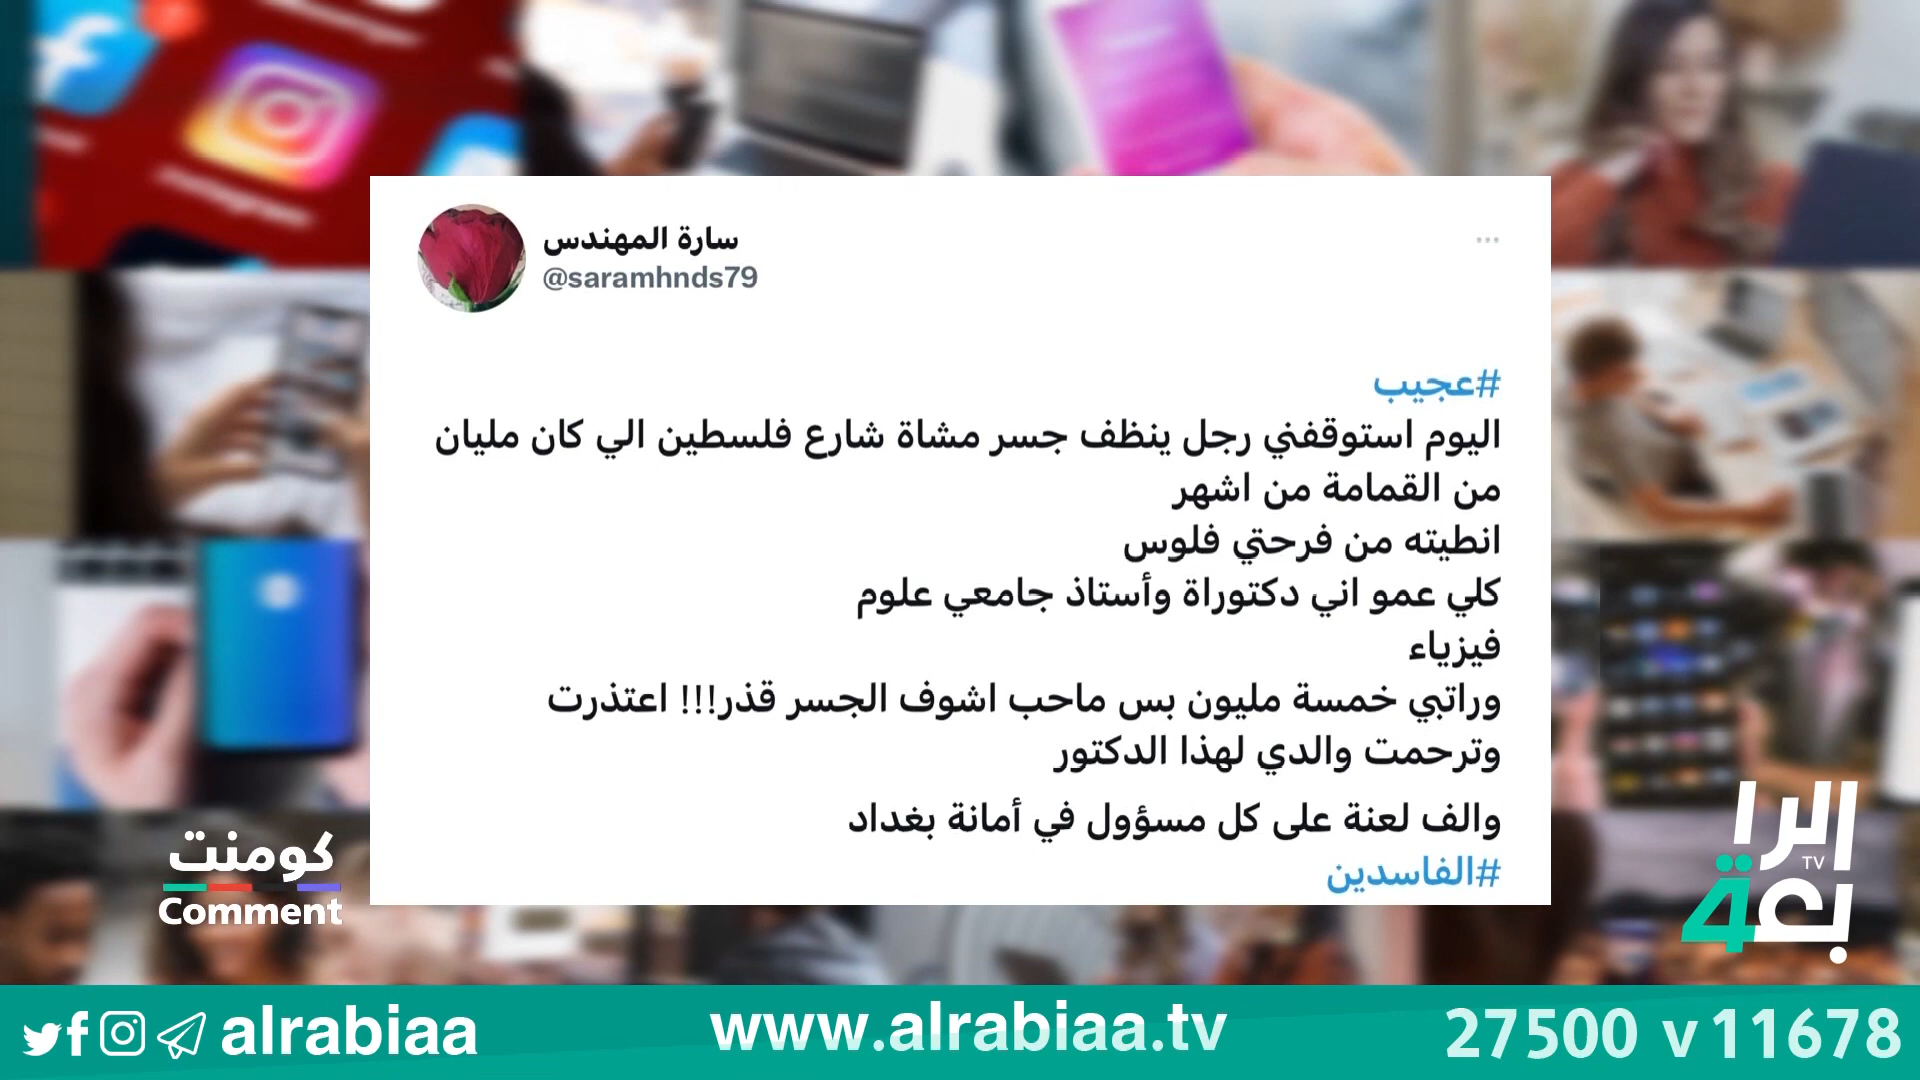 سارة المهندس
@saramhnds79
#عجيب
اليوم استوقفني رجل ينظف جسر مشاة شارع فلسطين الي كان مليان
من القمامة من اشهر
انطيته من فرحتي فلوس
كلي عمو اني دكتوراة وأستاذ جامعي علوم
فيزياء
وراتبي خمسة مليون بس ماحب اشوف الجسر قذر!!! اعتذرت
وترحمت والدي لهذا الدكتور
والف لعنة على كل مسؤول في أمانة بغداد
#الفاسدين
كومنت
Comment
الرابعة
TV
4
alrabiaa
www.alrabiaa.tv
27500 v 11678